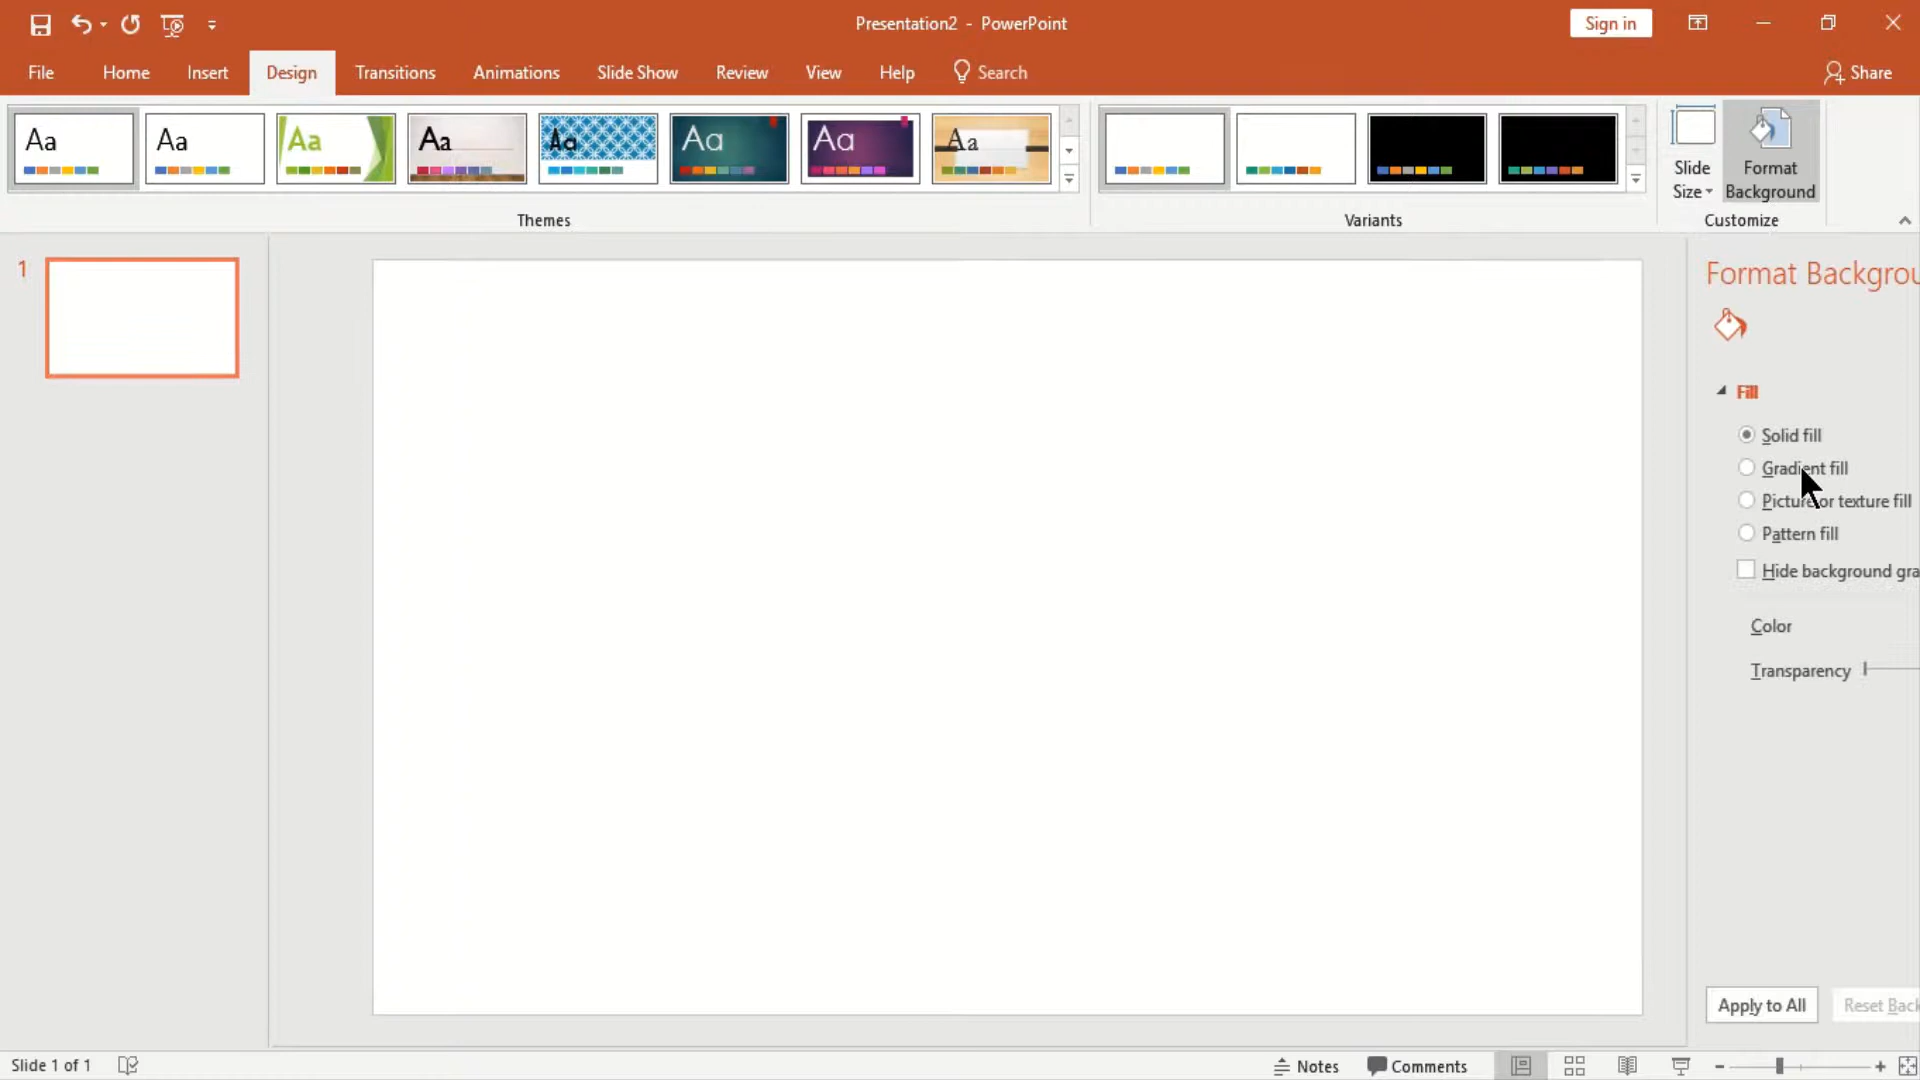 Presentation2 - PowerPoint
Sign in
File Home Insert Design Transitions Animations Slide Show Review View Help Search Share
Aa Aa Aa Aa Aa Aa Aa Aa
Slide Size
Format Background
Themes Variants Customize
1
Format Backgrou
Fill
Solid fill
Gradient fill
Picture or texture fill
Pattern fill
Hide background gra
Color
Transparency
Apply to All Reset Back
Slide 1 of 1 Notes Comments